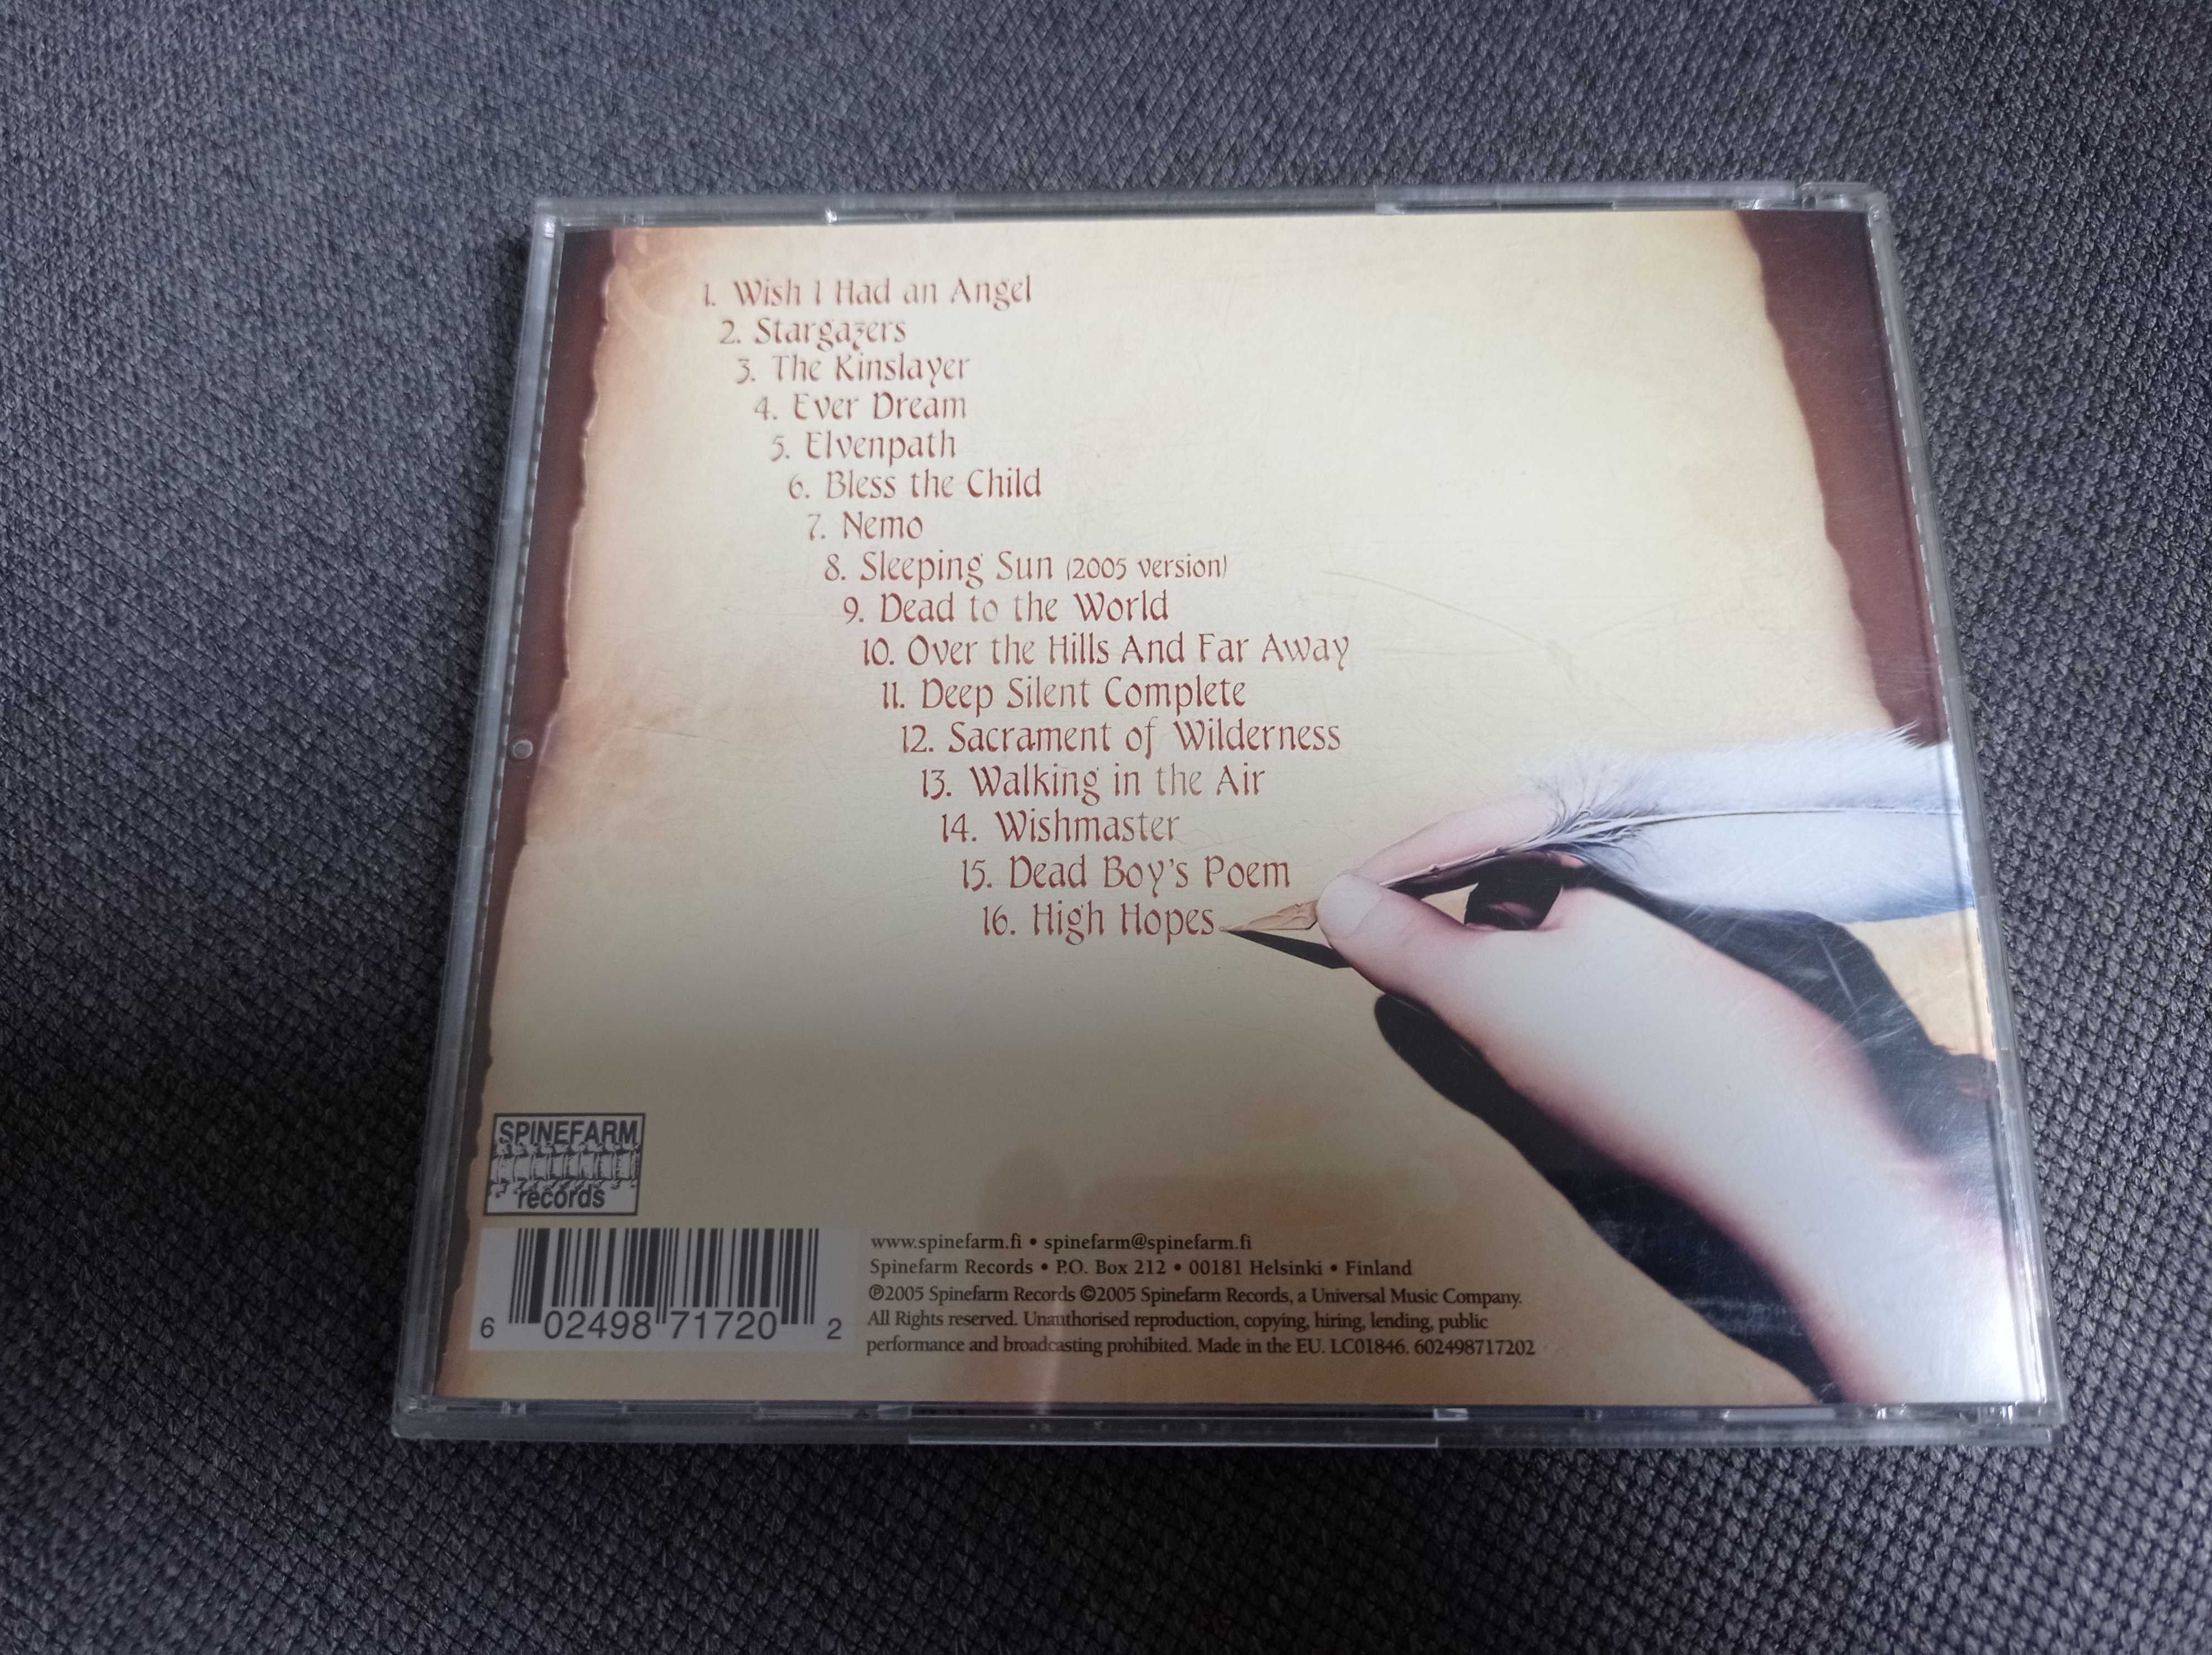 1. Wish I Had an Angel
2. Stargazers
3. The Kinslayer
4. Ever Dream
5. Elvenpath
6. Bless the Child
7. Nemo
8. Sleeping Sun (2005 version)
9. Dead to the World
10. Over the Hills And Far Away
11. Deep Silent Complete
12. Sacrament of Wilderness
13. Walking in the Air
14. Wishmaster
15. Dead Boy's Poem
16. High Hopes
SPINEFARM
records
6 02498 71720 2
www.spinefarm.fi • spinefarm@spinefarm.fi
Spinefarm Records • P.O. Box 212 • 00181 Helsinki • Finland
℗2005 Spinefarm Records ©2005 Spinefarm Records, a Universal Music Company.
All Rights reserved. Unauthorised reproduction, copying, hiring, lending, public
performance and broadcasting prohibited. Made in the EU. LC01846. 602498717202